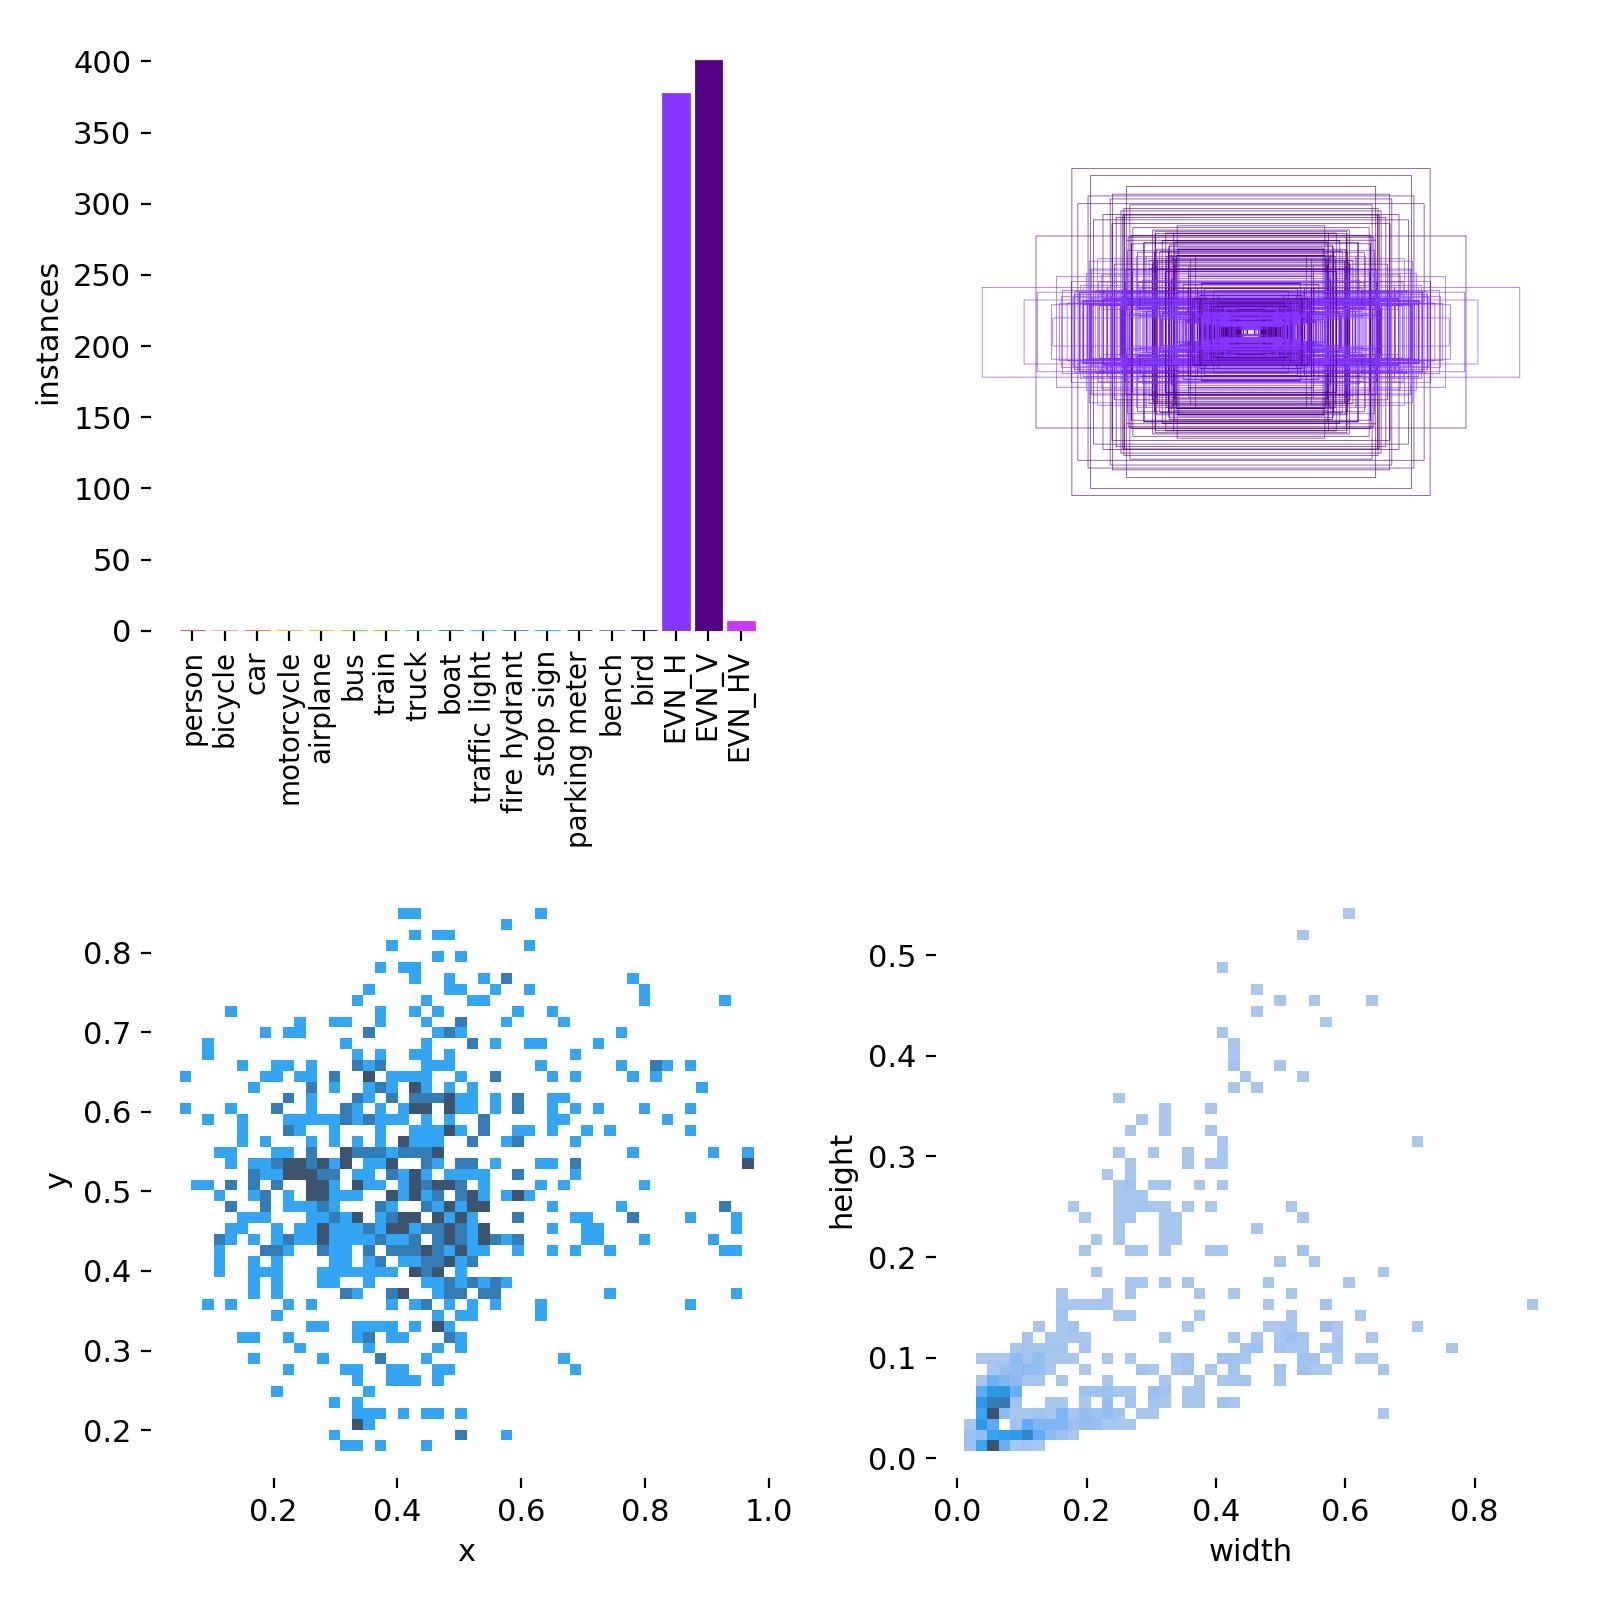 400
350
300
250
200
150
100
50
0
instances
person
bicycle
car
motorcycle
airplane
bus
train
truck
boat
traffic light
fire hydrant
stop sign
parking meter
bench
bird
EVN_H
EVN_V
EVN_HV
0.8
0.7
0.6
0.5
0.4
0.3
0.2
y
0.2 0.4 0.6 0.8 1.0
x
0.5
0.4
0.3
0.2
0.1
0.0
height
0.0 0.2 0.4 0.6 0.8
width